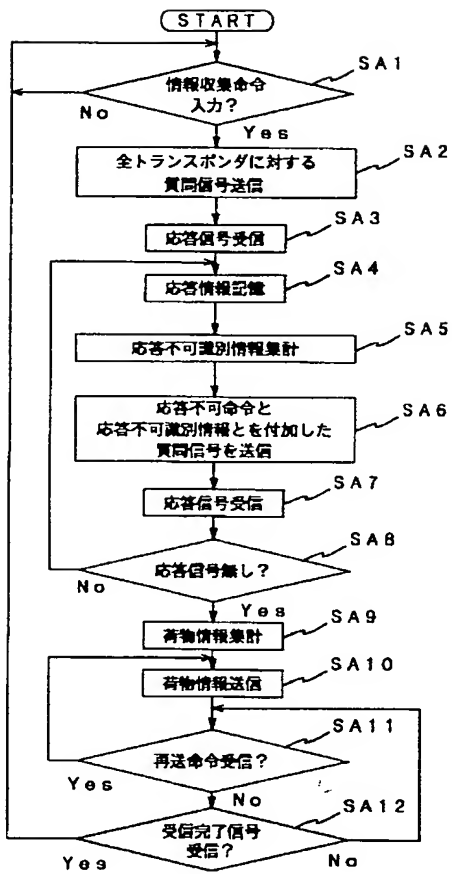 START
情報収集命令
入力?
SA1
No
Yes
全トランスポンダに対する
質問信号送信
SA2
応答信号受信
SA3
応答情報記憶
SA4
応答不可識別情報集計
SA5
応答不可命令と
応答不可識別情報とを付加した
質問信号を送信
SA6
応答信号受信
SA7
応答信号無し?
SA8
No
Yes
荷物情報集計
SA9
荷物情報送信
SA10
再送命令受信?
SA11
Yes
No
受信完了信号
受信?
SA12
Yes
No